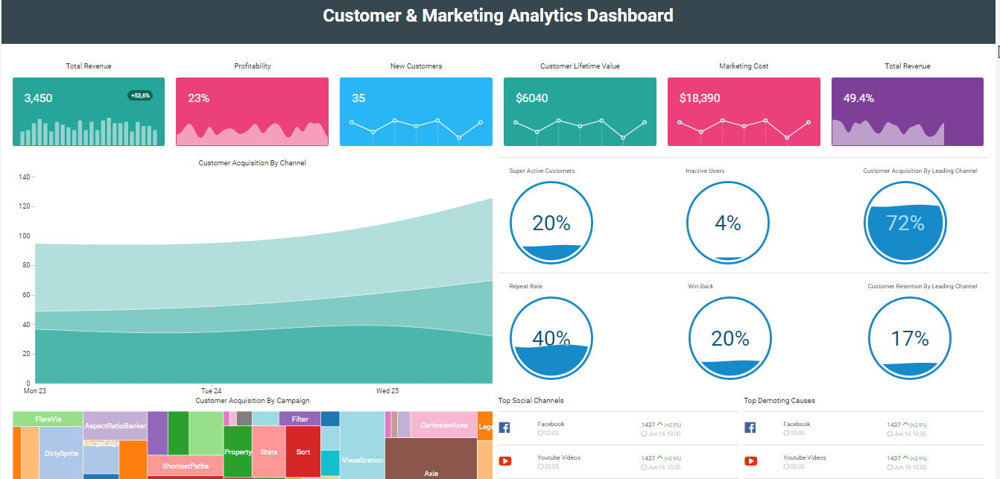 Customer & Marketing Analytics Dashboard
Total Revenue
3,450
+53,6%
Profitability
23%
New Customers
35
Customer Lifetime Value
$6040
Marketing Cost
$18,390
Total Revenue
49.4%
Customer Acquisition By Channel
140
120
100
80
60
40
20
0
Mon 23
Tue 24
Wed 25
Super Active Customers
20%
Inactive Users
4%
Customer Acquisition By Leading Channel
72%
Repeat Rate
40%
Win Back
20%
Customer Retention By Leading Channel
17%
Customer Acquisition By Campaign
FlareVis
DirtySprite
AspectRatioBanker
MergeEdge
ShortestPaths
Property
Stats
Filter
Sort
Visualization
CartesianAxes
Lege
Axis
Top Social Channels
Facebook
02:03
1437 (+2.9%)
Jun 16 10:00
Youtube Videos
02:03
1437 (+2.9%)
Jun 16 10:00
Top Demoting Causes
Facebook
02:03
1437 (+2.9%)
Jun 16 10:00
Youtube Videos
02:03
1437 (+2.9%)
Jun 16 10:00